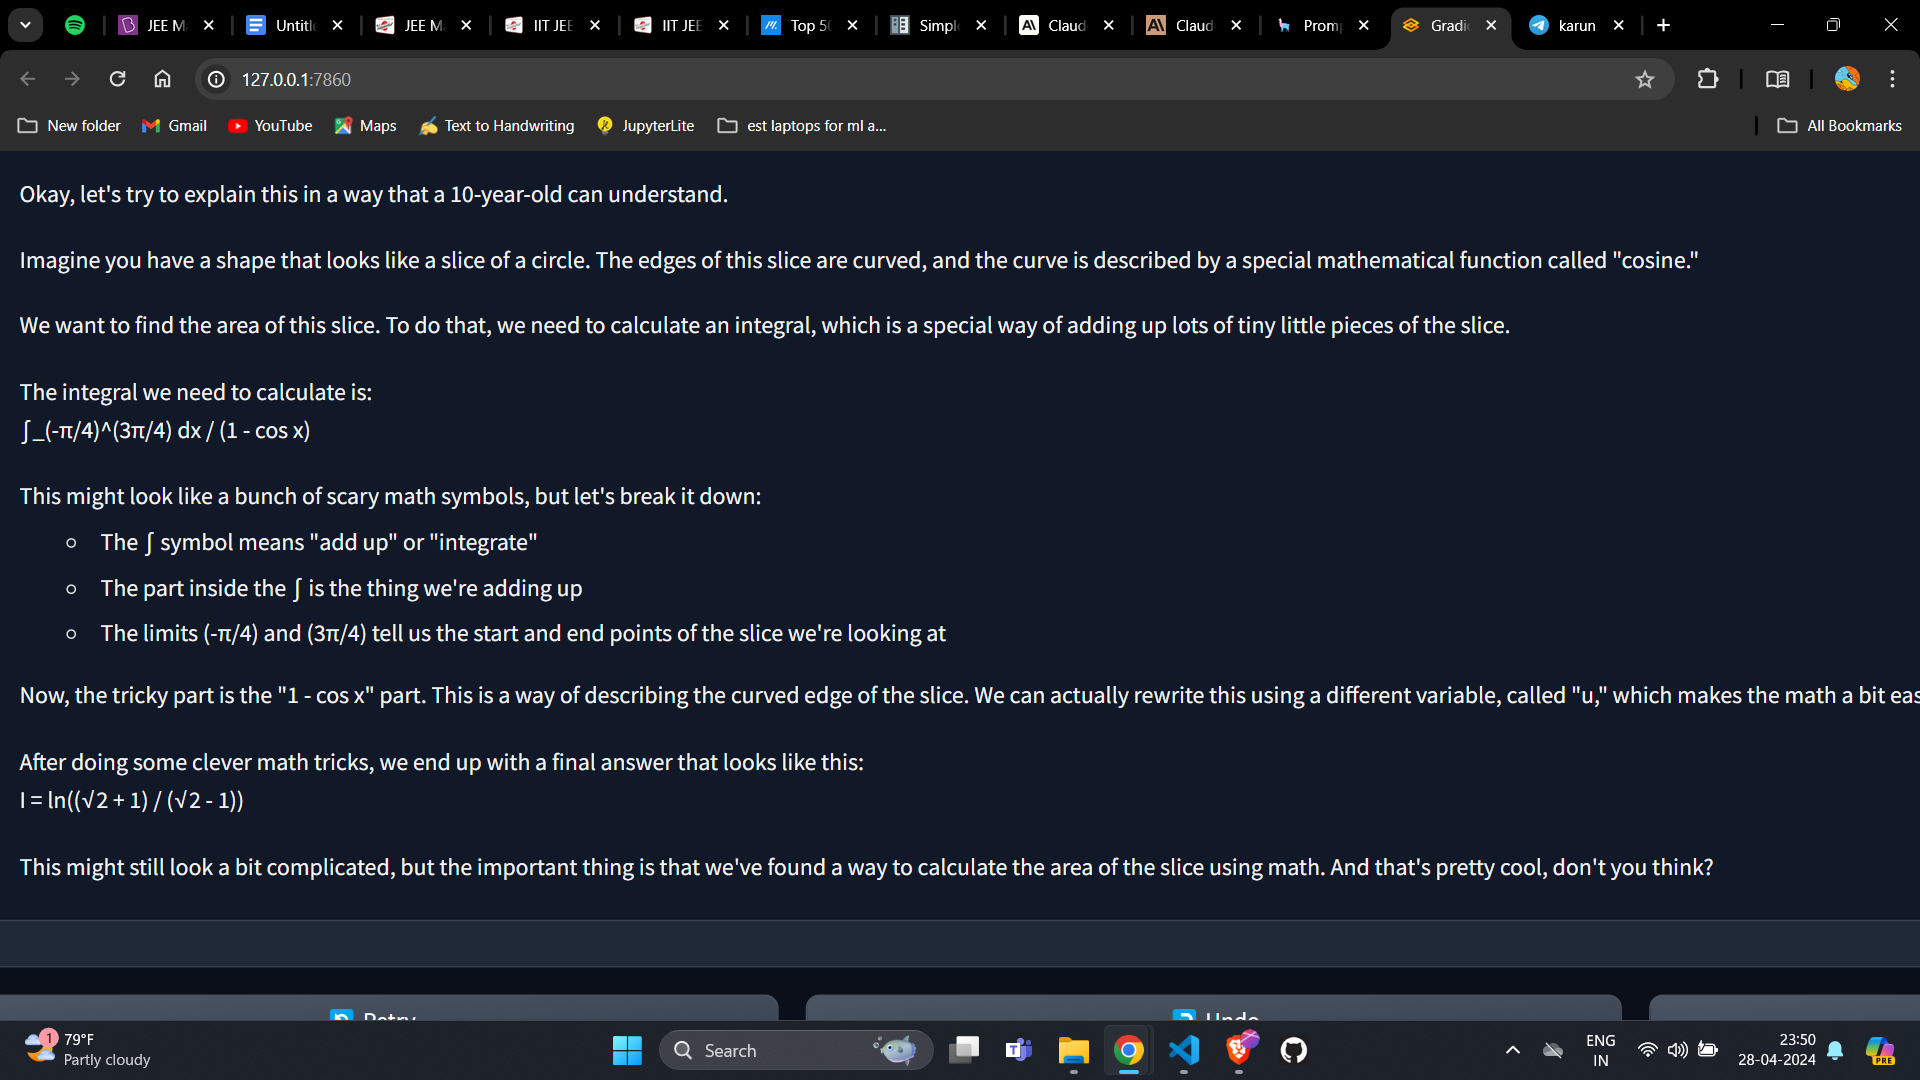 JEE M
Untitl
JEE M
IIT JEE
IIT JEE
Top 50
Simple
Claud
Claud
Prom
Gradi
karun
127.0.0.1:7860
New folder
Gmail
YouTube
Maps
Text to Handwriting
JupyterLite
est laptops for ml a...
All Bookmarks
Okay, let's try to explain this in a way that a 10-year-old can understand.
Imagine you have a shape that looks like a slice of a circle. The edges of this slice are curved, and the curve is described by a special mathematical function called "cosine."
We want to find the area of this slice. To do that, we need to calculate an integral, which is a special way of adding up lots of tiny little pieces of the slice.
The integral we need to calculate is:
∫_(-π/4)^(3π/4) dx / (1 - cos x)
This might look like a bunch of scary math symbols, but let's break it down:
The ∫ symbol means "add up" or "integrate"
The part inside the ∫ is the thing we're adding up
The limits (-π/4) and (3π/4) tell us the start and end points of the slice we're looking at
Now, the tricky part is the "1 - cos x" part. This is a way of describing the curved edge of the slice. We can actually rewrite this using a different variable, called "u," which makes the math a bit eas
After doing some clever math tricks, we end up with a final answer that looks like this:
I = ln((√2 + 1) / (√2 - 1))
This might still look a bit complicated, but the important thing is that we've found a way to calculate the area of the slice using math. And that's pretty cool, don't you think?
Retry
Undo
1
79°F
Partly cloudy
Search
ENG
IN
23:50
28-04-2024
PRE